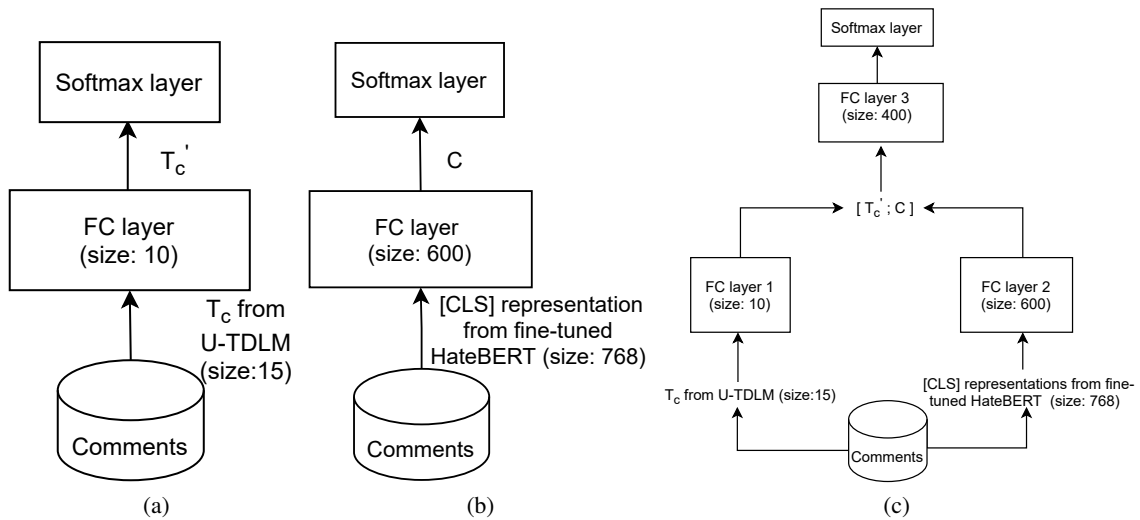 Softmax layer
T_c'
FC layer
(size: 10)
T_c from
U-TDLM
(size:15)
Comments
(a)
Softmax layer
C
FC layer
(size: 600)
[CLS] representation
from fine-tuned
HateBERT (size: 768)
Comments
(b)
Softmax layer
FC layer 3
(size: 400)
[ T_c' ; C ]
FC layer 1
(size: 10)
FC layer 2
(size: 600)
T_c from U-TDLM (size:15)
[CLS] representations from fine-
tuned HateBERT (size: 768)
Comments
(c)